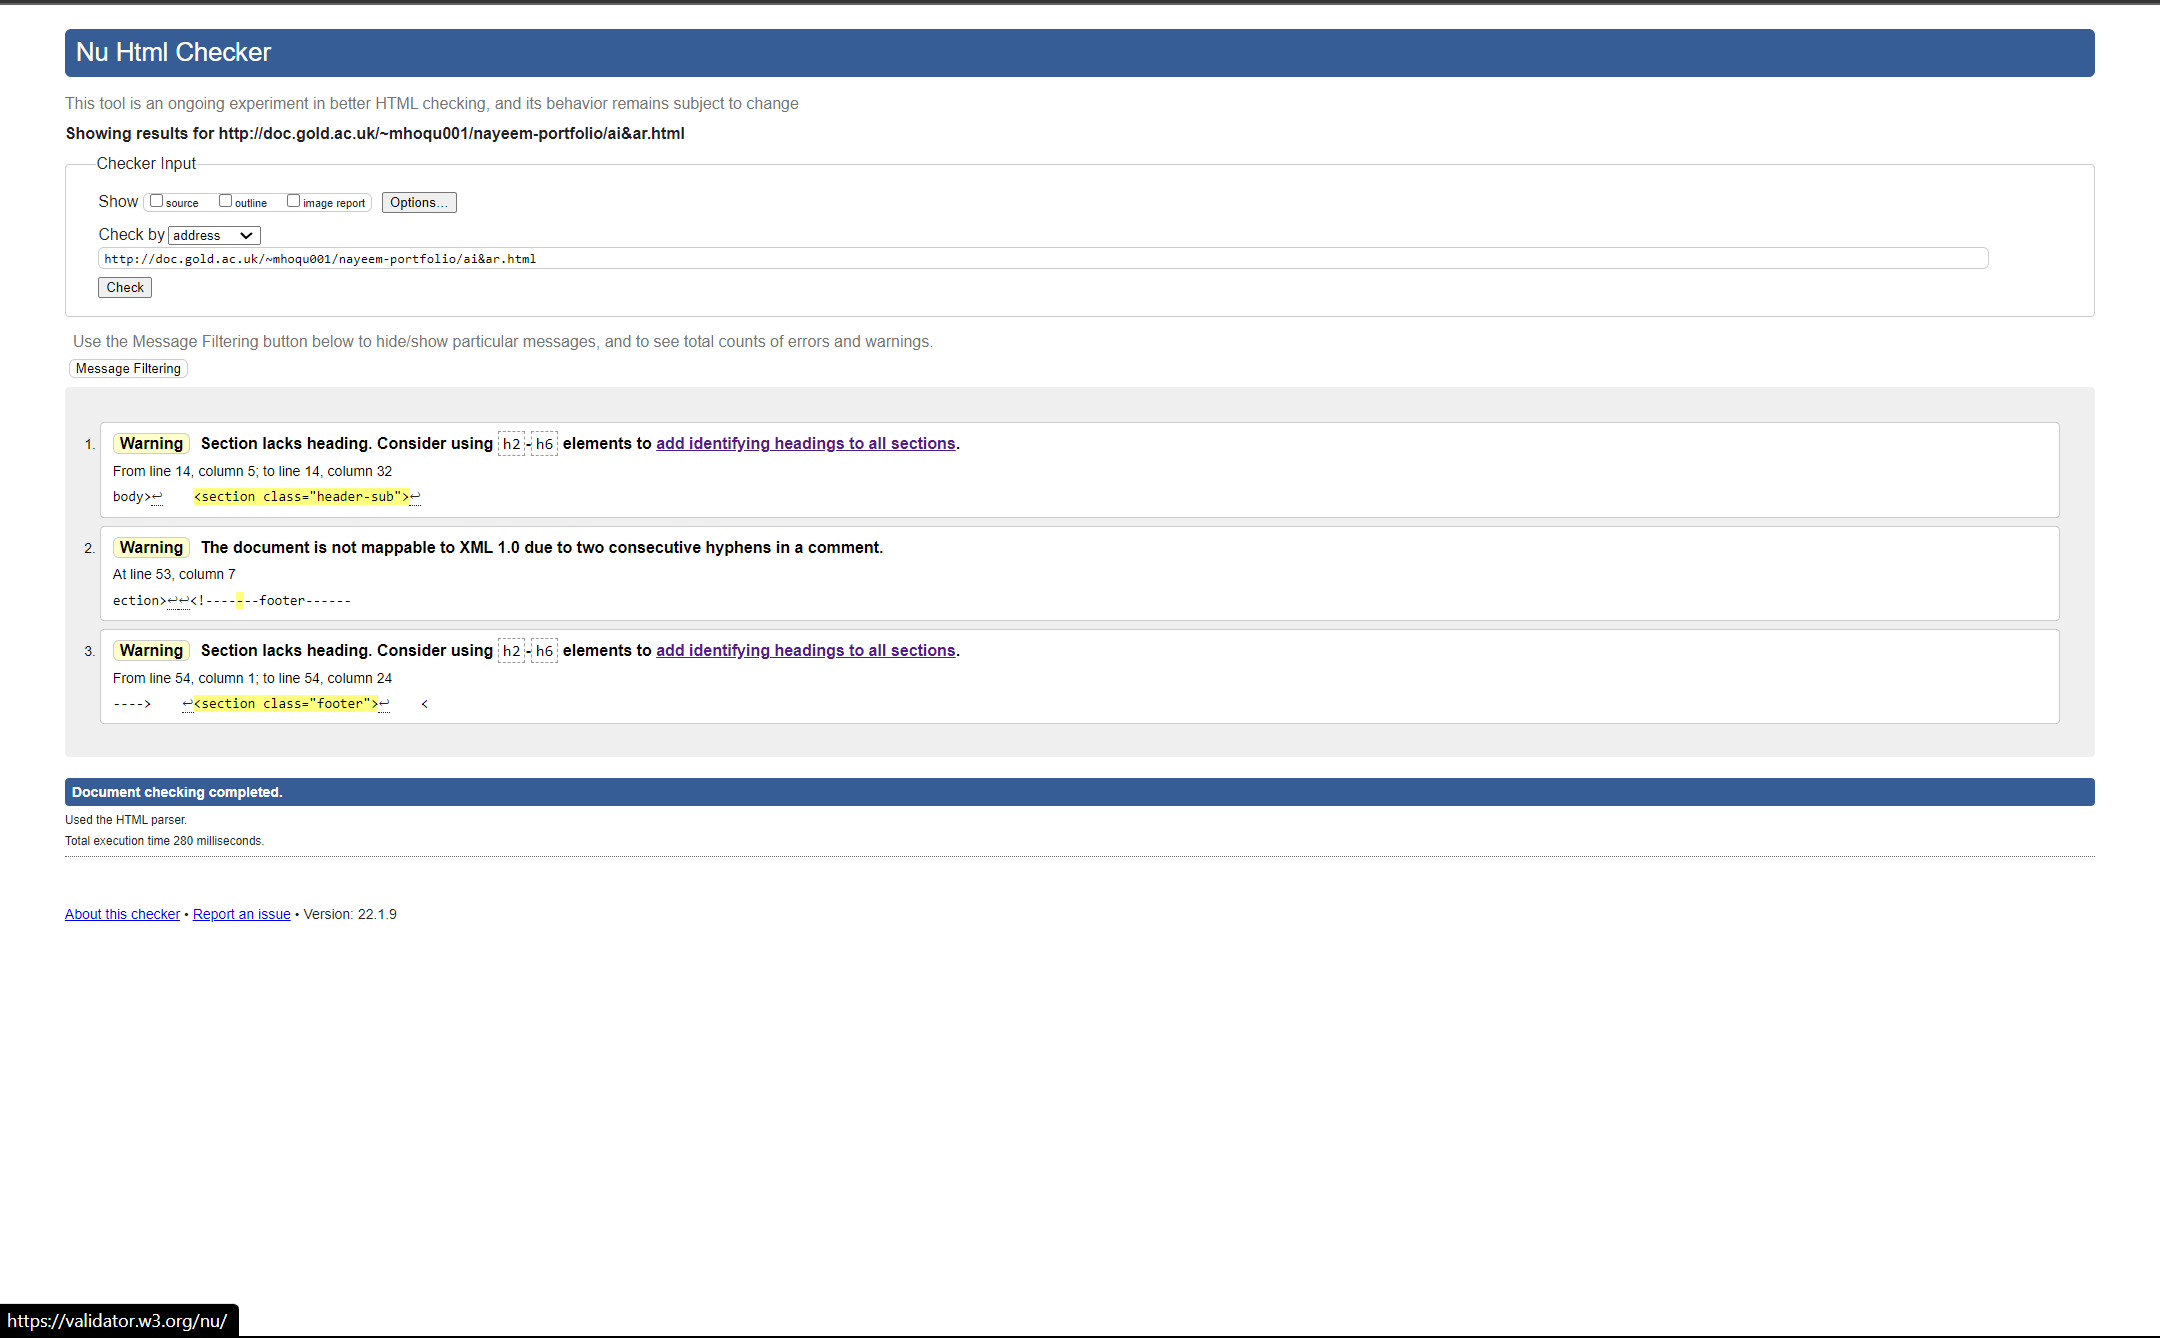 Nu Html Checker
This tool is an ongoing experiment in better HTML checking, and its behavior remains subject to change
Showing results for http://doc.gold.ac.uk/~mhoqu001/nayeem-portfolio/ai&ar.html
Checker Input
Show source outline image report Options...
Check by address
http://doc.gold.ac.uk/~mhoqu001/nayeem-portfolio/ai&ar.html
Check
Use the Message Filtering button below to hide/show particular messages, and to see total counts of errors and warnings.
Message Filtering
1. Warning Section lacks heading. Consider using h2-h6 elements to add identifying headings to all sections.
From line 14, column 5; to line 14, column 32
body>↩ <section class="header-sub">↩
2. Warning The document is not mappable to XML 1.0 due to two consecutive hyphens in a comment.
At line 53, column 7
ection>↩↩<!-------footer------
3. Warning Section lacks heading. Consider using h2-h6 elements to add identifying headings to all sections.
From line 54, column 1; to line 54, column 24
----> ↩<section class="footer">↩ <
Document checking completed.
Used the HTML parser.
Total execution time 280 milliseconds.
About this checker • Report an issue • Version: 22.1.9
https://validator.w3.org/nu/